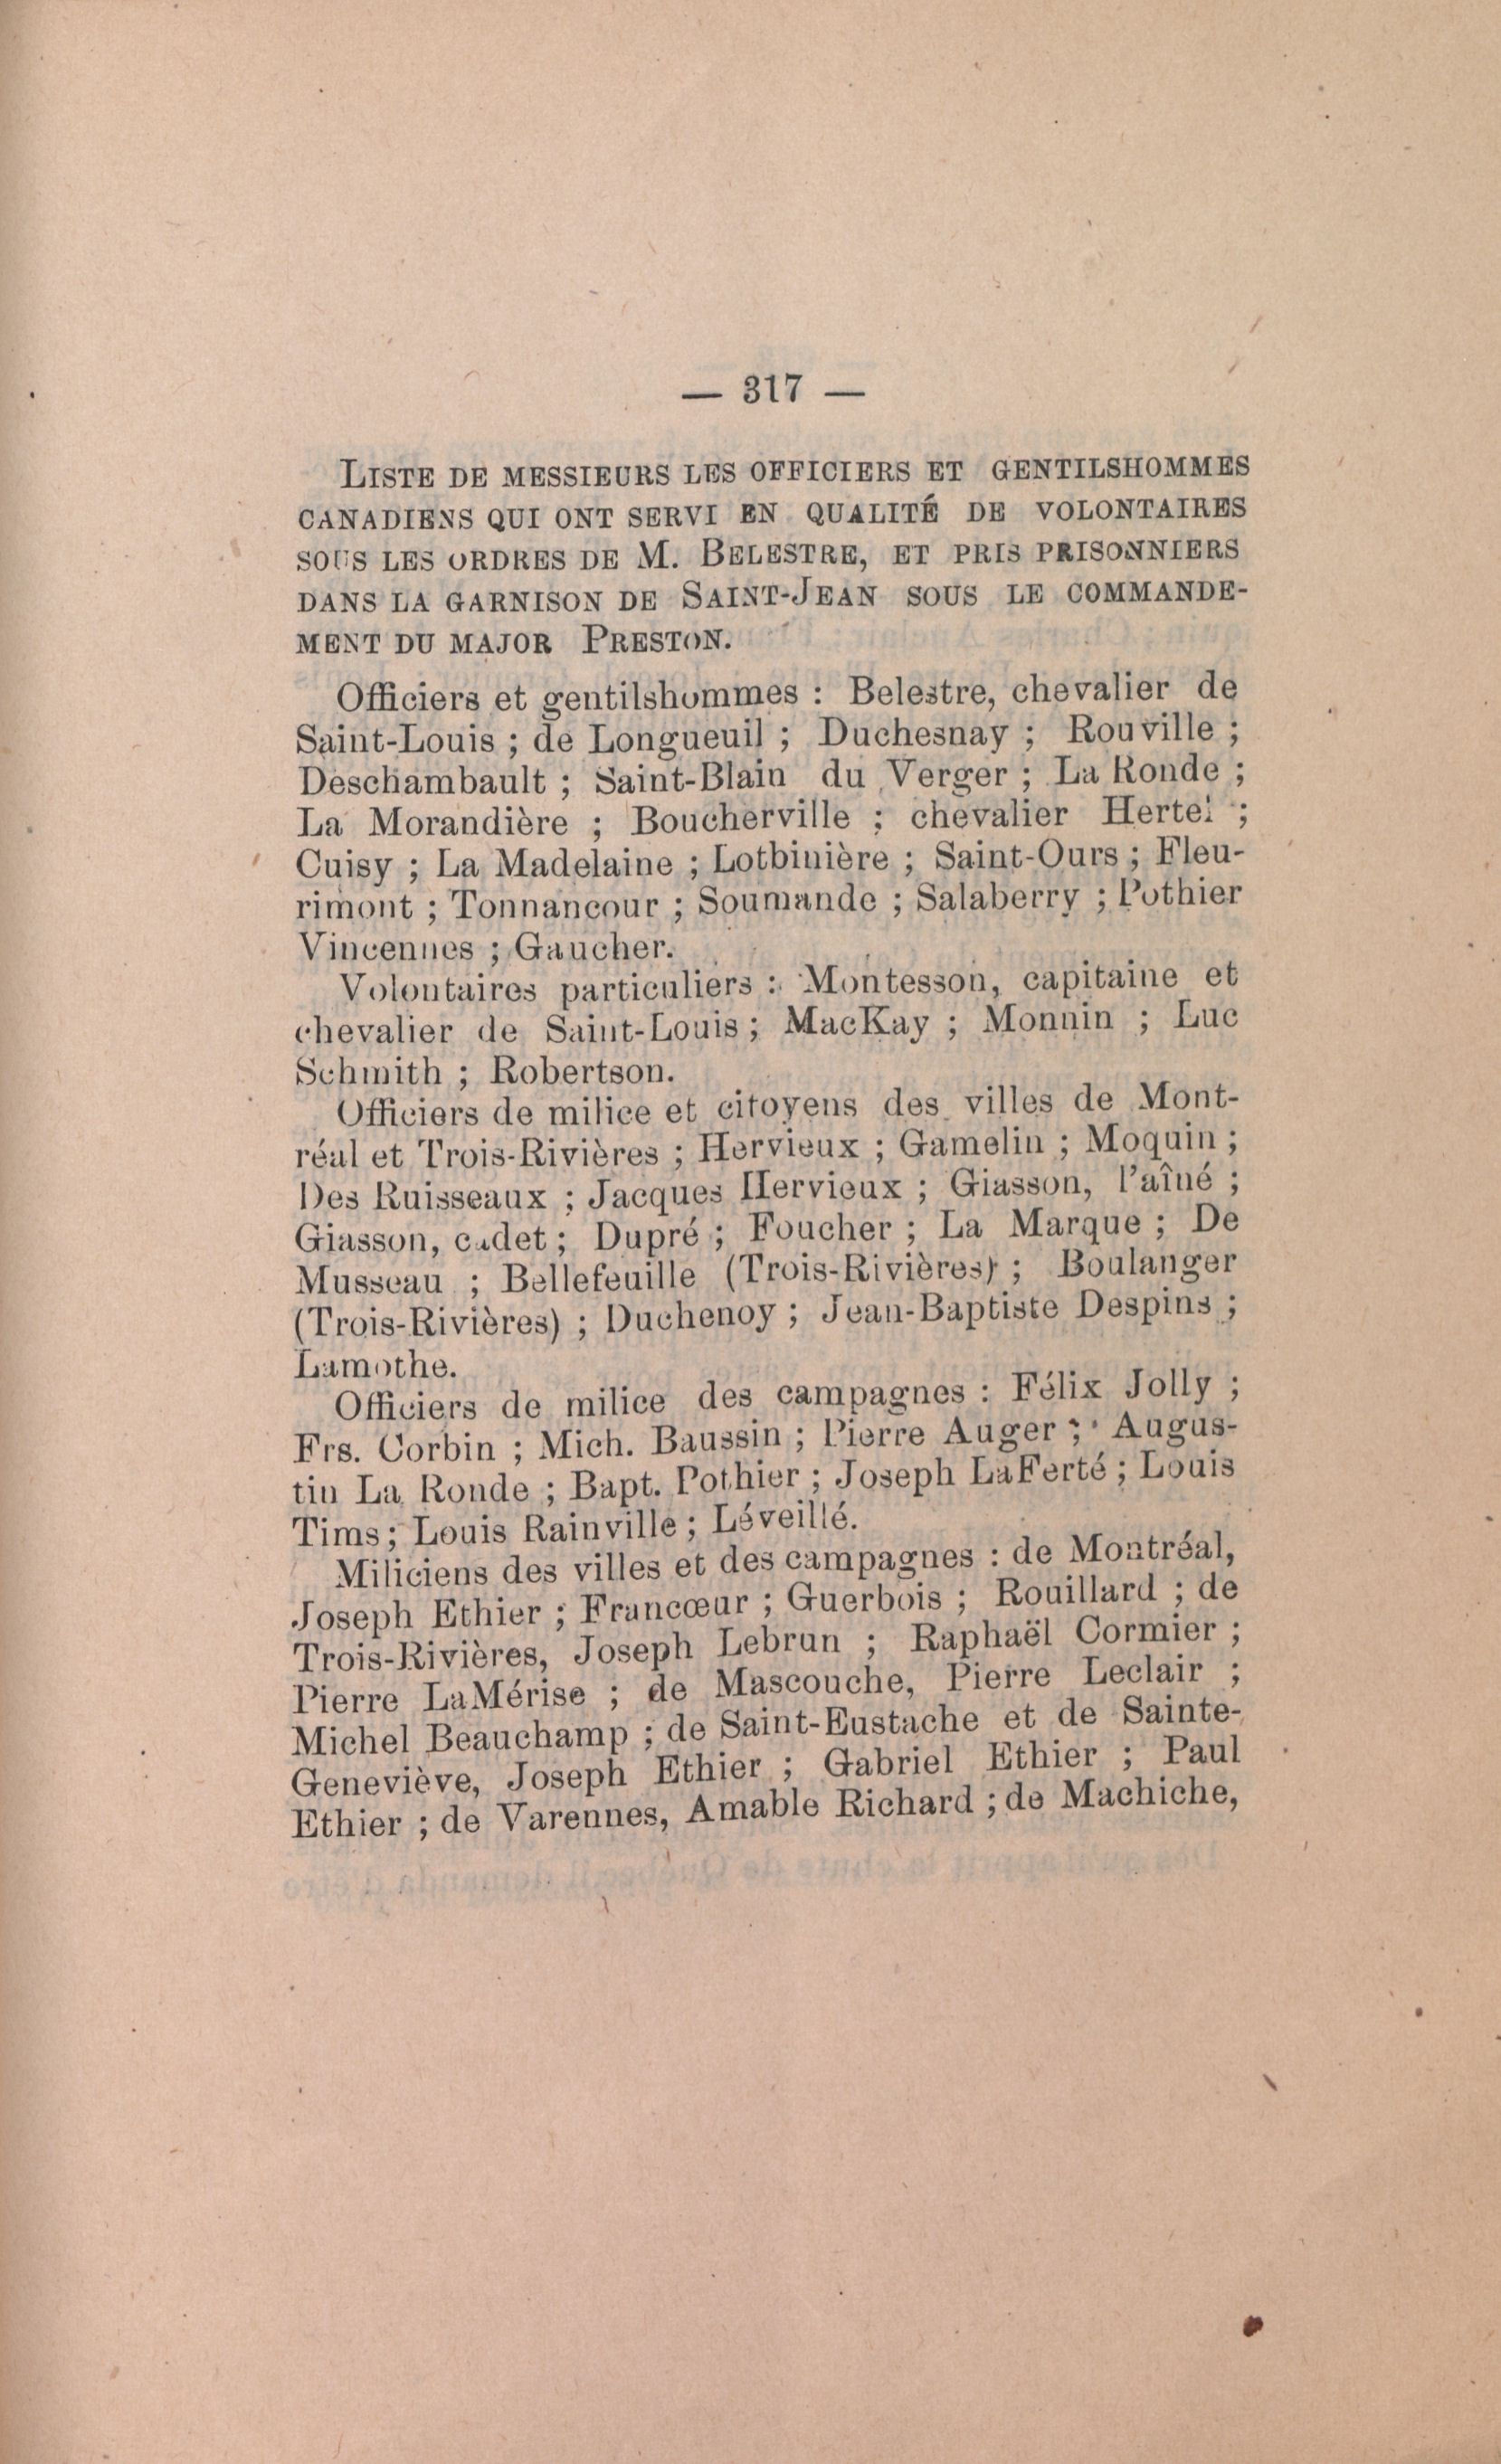 — 317 —
LISTE DE MESSIEURS LES OFFICIERS ET GENTILSHOMMES
CANADIENS QUI ONT SERVI EN QUALITÉ DE VOLONTAIRES
SOUS LES ORDRES DE M. BELESTRE, ET PRIS PRISONNIERS
DANS LA GARNISON DE SAINT-JEAN SOUS LE COMMANDE-
MENT DU MAJOR PRESTON.
Officiers et gentilshommes : Belestre, chevalier de
Saint-Louis ; de Longueuil ; Duchesnay ; Rouville ;
Deschambault ; Saint-Blain du Verger ; La Ronde ;
La Morandière ; Boucherville ; chevalier Hertel ;
Cuisy ; La Madelaine ; Lotbinière ; Saint-Ours ; Fleu-
rimont ; Tonnancour ; Soumande ; Salaberry ; Pothier
Vincennes ; Gaucher.
Volontaires particuliers : Montesson, capitaine et
chevalier de Saint-Louis ; MacKay ; Monnin ; Luc
Schmith ; Robertson.
Officiers de milice et citoyens des villes de Mont-
réal et Trois-Rivières ; Hervieux ; Gamelin ; Moquin ;
Des Ruisseaux ; Jacques Hervieux ; Giasson, l'aîné ;
Giasson, cadet ; Dupré ; Foucher ; La Marque ; De
Musseau ; Bellefeuille (Trois-Rivières) ; Boulanger
(Trois-Rivières) ; Duchenoy ; Jean-Baptiste Despins ;
Lamothe.
Officiers de milice des campagnes : Félix Jolly ;
Frs. Corbin ; Mich. Baussin ; Pierre Auger ; Augus-
tin La Ronde ; Bapt. Pothier ; Joseph LaFerté ; Louis
Tims ; Louis Rainville ; Léveillé.
Miliciens des villes et des campagnes : de Montréal,
Joseph Ethier ; Francœur ; Guerbois ; Rouillard ; de
Trois-Rivières, Joseph Lebrun ; Raphaël Cormier ;
Pierre LaMérise ; de Mascouche, Pierre Leclair ;
Michel Beauchamp ; de Saint-Eustache et de Sainte-
Geneviève, Joseph Ethier ; Gabriel Ethier ; Paul
Ethier ; de Varennes, Amable Richard ; de Machiche,